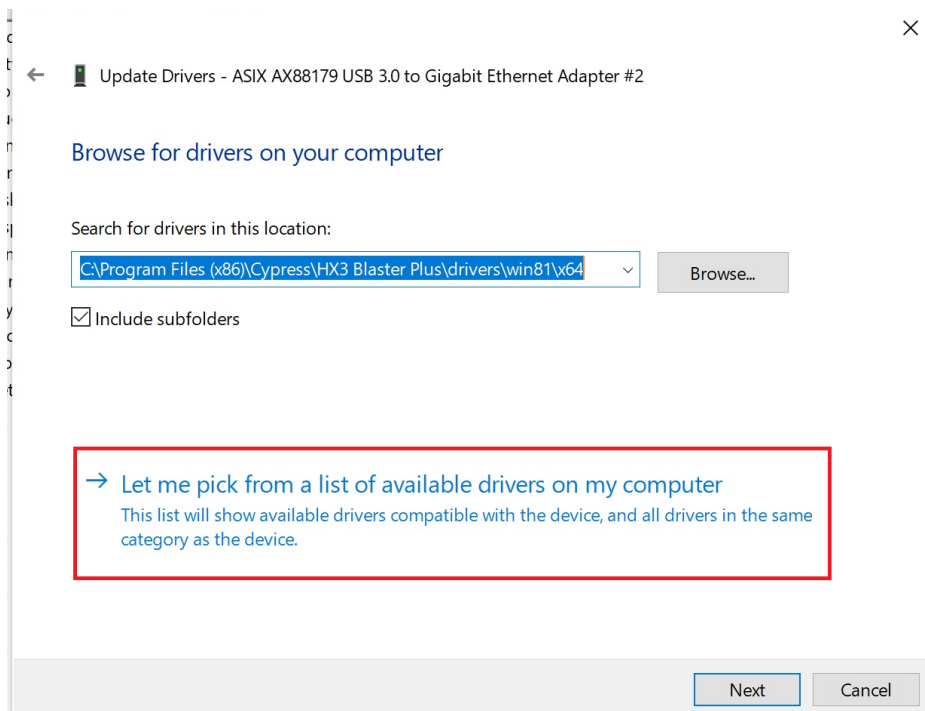 Update Drivers - ASIX AX88179 USB 3.0 to Gigabit Ethernet Adapter #2
Browse for drivers on your computer
Search for drivers in this location:
C:\Program Files (x86)\Cypress\HX3 Blaster Plus\drivers\win81\x64
Browse...
Include subfolders
Let me pick from a list of available drivers on my computer
This list will show available drivers compatible with the device, and all drivers in the same
category as the device.
Next
Cancel